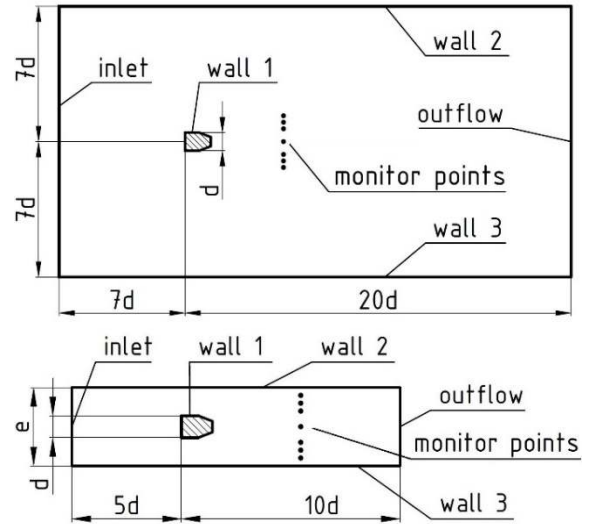 wall 2
7d
inlet
wall 1
outflow
d
monitor points
7d
wall 3
7d
20d
inlet
wall 1
wall 2
outflow
e
d
monitor points
5d
10d
wall 3